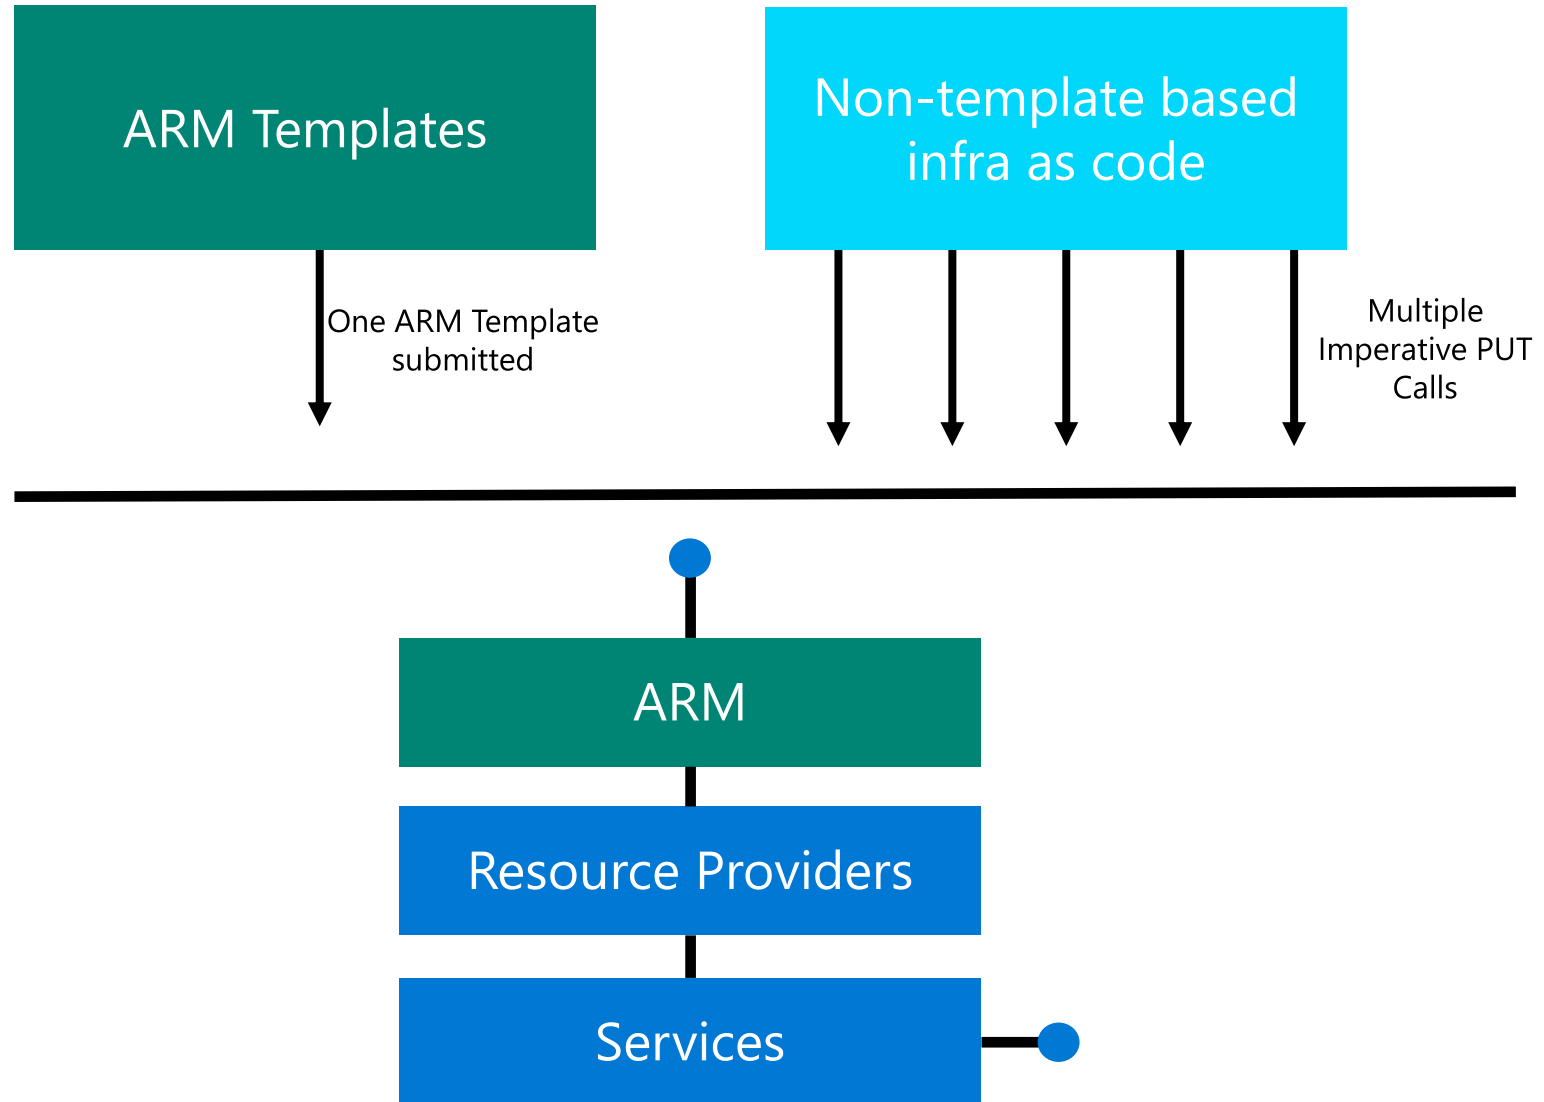 ARM Templates
Non-template based
infra as code
One ARM Template
submitted
Multiple
Imperative PUT
Calls
ARM
Resource Providers
Services